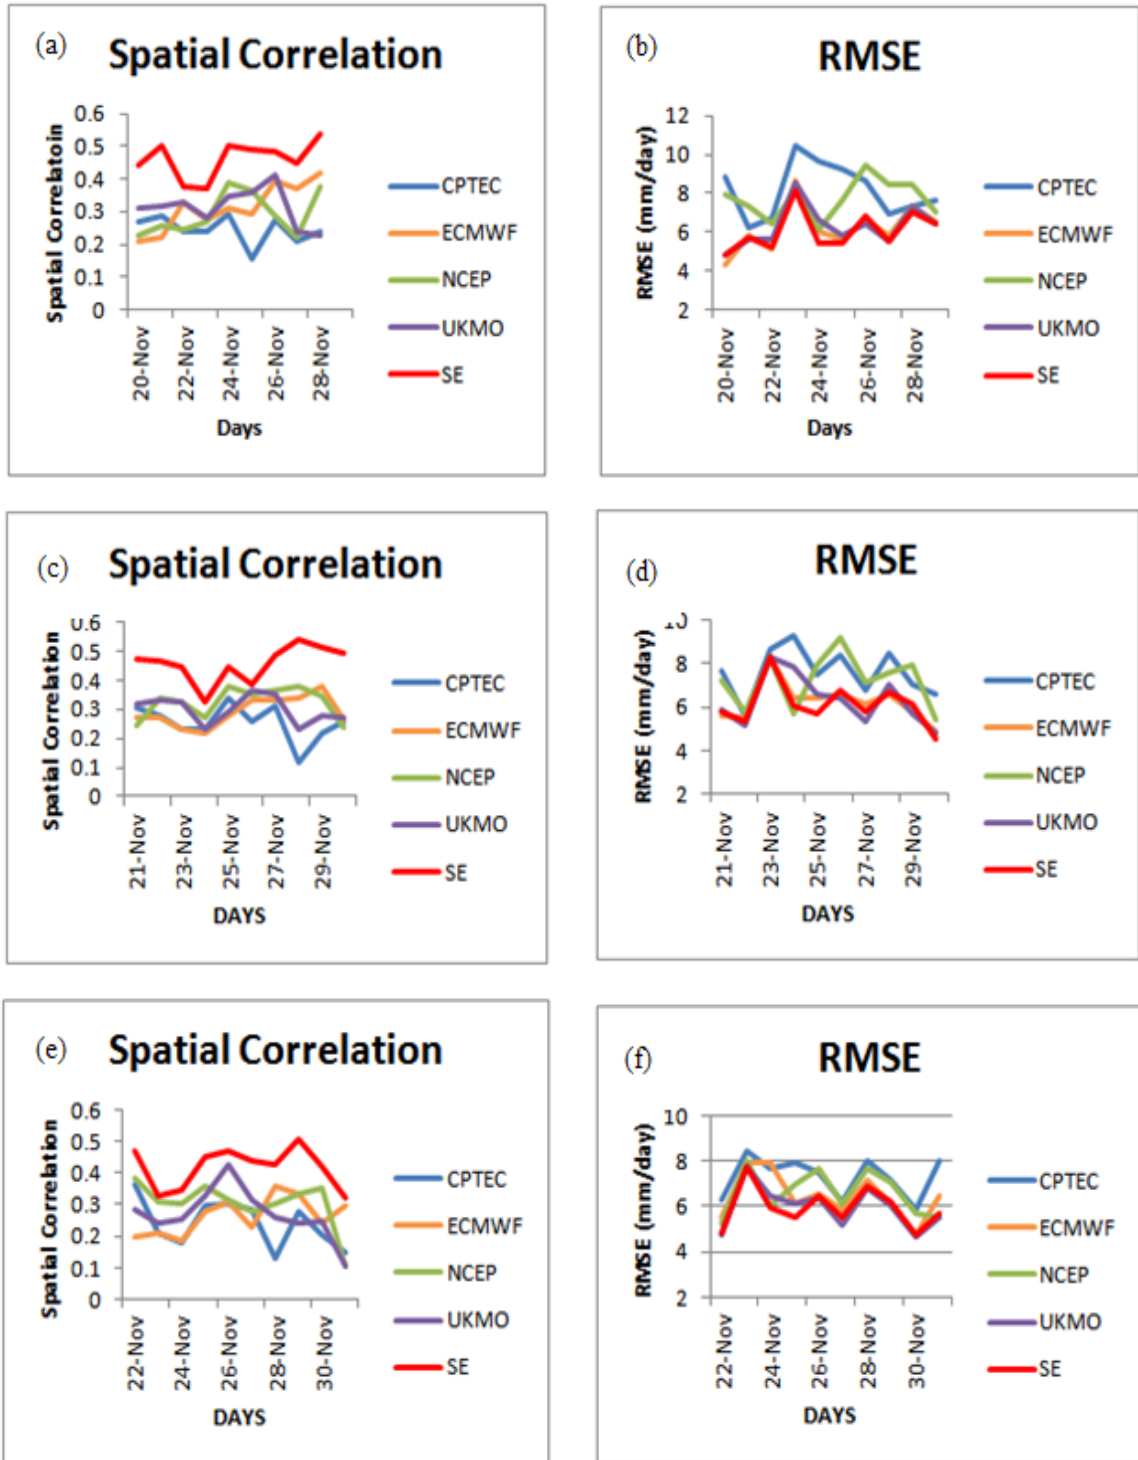 (a) Spatial Correlation
Spatial Correlatoin
0.6
0.5
0.4
0.3
0.2
0.1
0
20-Nov
22-Nov
24-Nov
26-Nov
28-Nov
Days
CPTEC
ECMWF
NCEP
UKMO
SE
(b) RMSE
RMSE (mm/day)
12
10
8
6
4
2
20-Nov
22-Nov
24-Nov
26-Nov
28-Nov
Days
CPTEC
ECMWF
NCEP
UKMO
SE
(c) Spatial Correlation
Spatial Correlation
0.6
0.5
0.4
0.3
0.2
0.1
0
21-Nov
23-Nov
25-Nov
27-Nov
29-Nov
DAYS
CPTEC
ECMWF
NCEP
UKMO
SE
(d) RMSE
RMSE (mm/day)
10
8
6
4
2
21-Nov
23-Nov
25-Nov
27-Nov
29-Nov
DAYS
CPTEC
ECMWF
NCEP
UKMO
SE
(e) Spatial Correlation
Spatial Correlation
0.6
0.5
0.4
0.3
0.2
0.1
0
22-Nov
24-Nov
26-Nov
28-Nov
30-Nov
DAYS
CPTEC
ECMWF
NCEP
UKMO
SE
(f) RMSE
RMSE (mm/day)
10
8
6
4
2
22-Nov
24-Nov
26-Nov
28-Nov
30-Nov
DAYS
CPTEC
ECMWF
NCEP
UKMO
SE